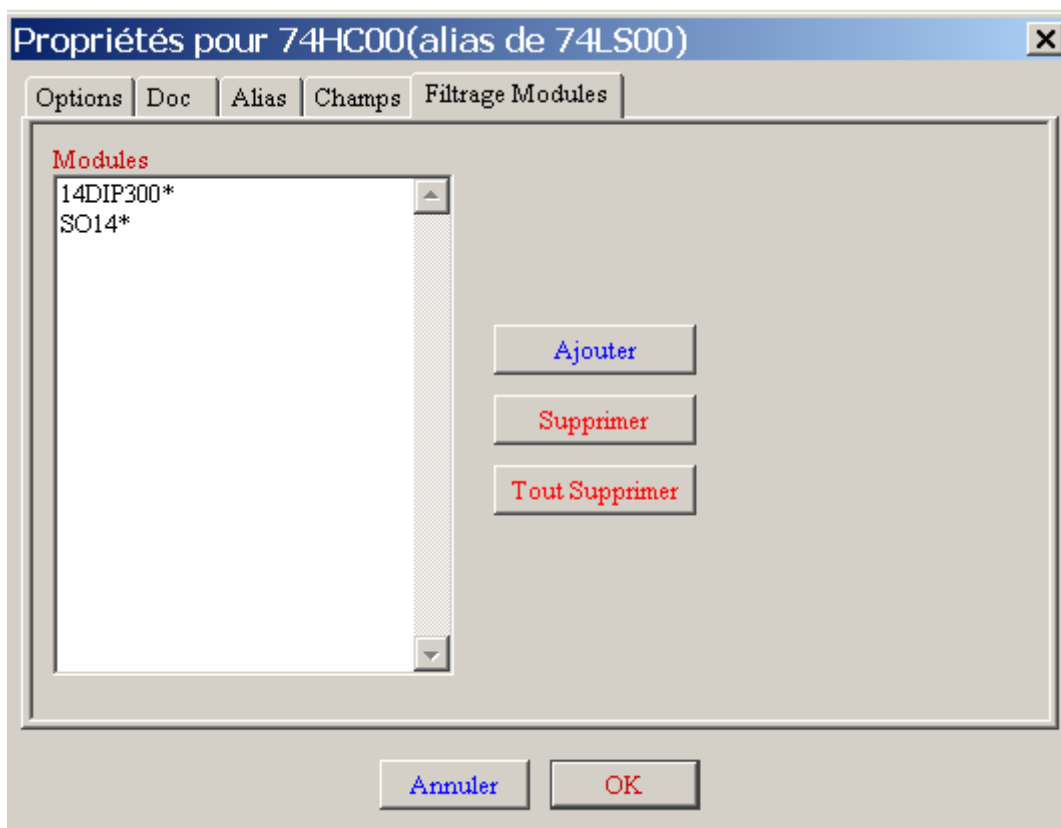 Propriétés pour 74HC00(alias de 74LS00)
Options Doc Alias Champs Filtrage Modules
Modules
14DIP300*
SO14*
Ajouter
Supprimer
Tout Supprimer
Annuler OK